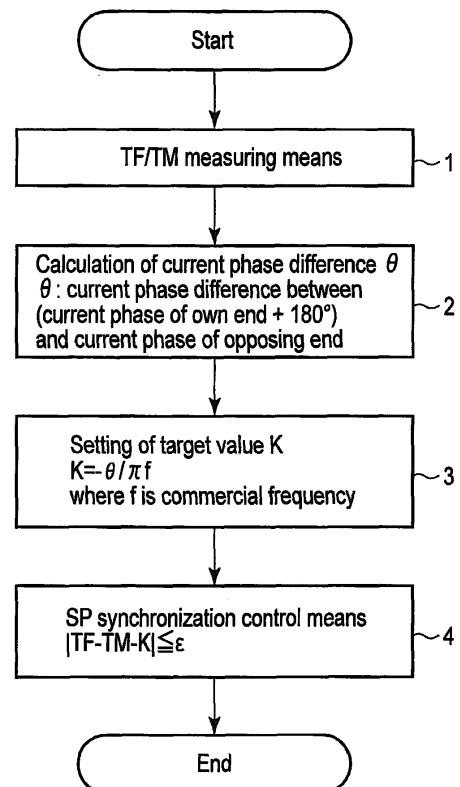 Start
TF/TM measuring means
1
Calculation of current phase difference θ
θ : current phase difference between
(current phase of own end + 180°)
and current phase of opposing end
2
Setting of target value K
K=-θ/πf
where f is commercial frequency
3
SP synchronization control means
|TF-TM-K|≦ε
4
End